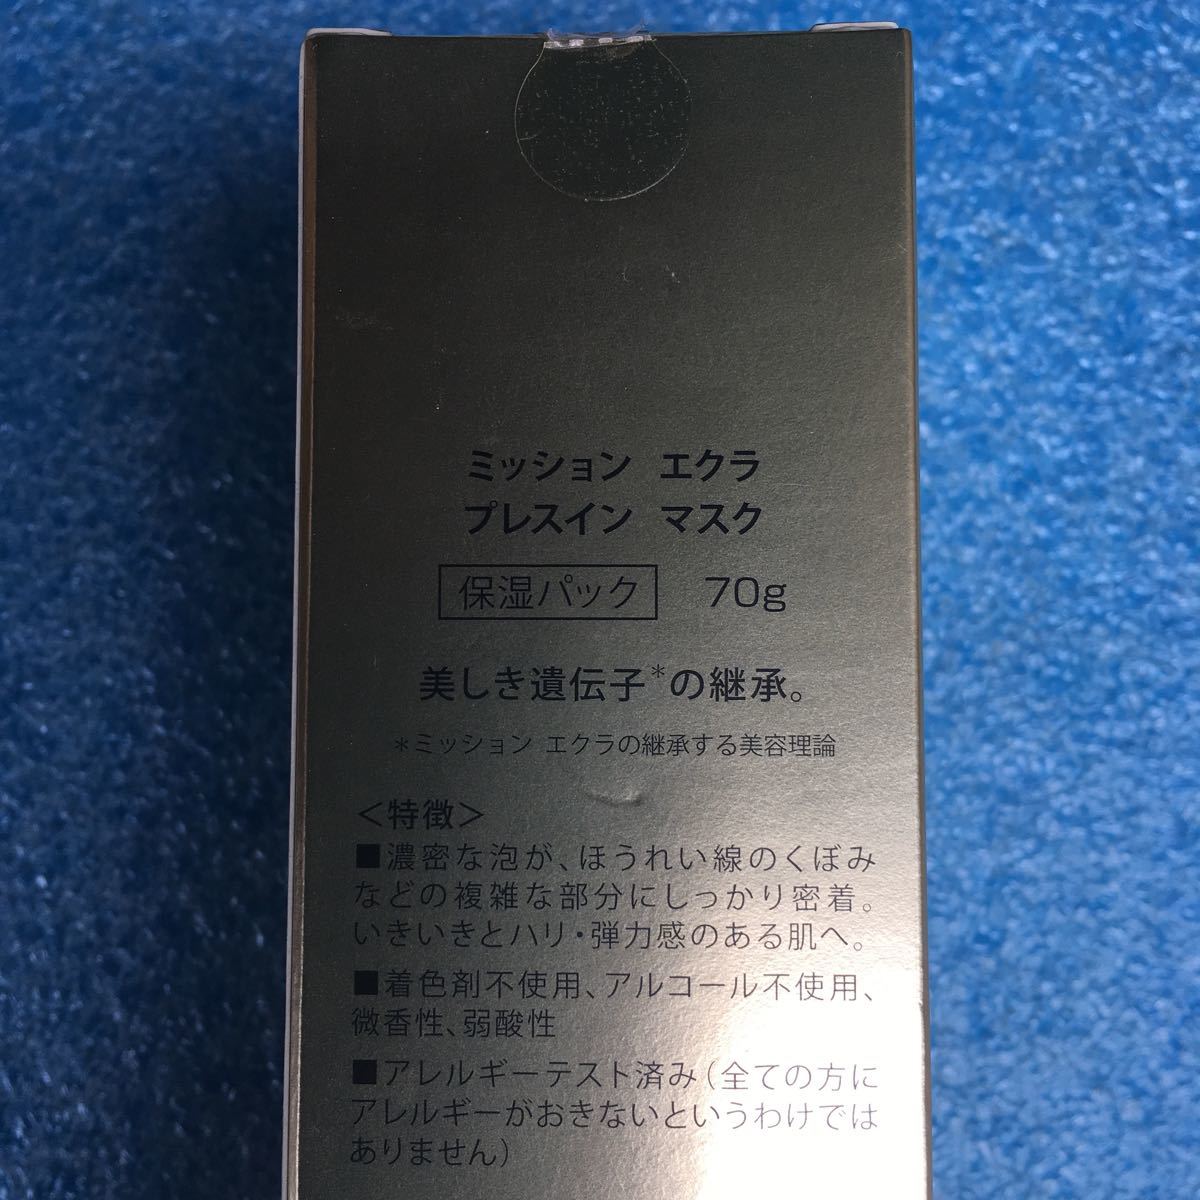 ミッション エクラ
プレスイン マスク
保湿パック 70g
美しき遺伝子*の継承。
*ミッション エクラの継承する美容理論
<特徴>
■濃密な泡が、ほうれい線のくぼみ
などの複雑な部分にしっかり密着。
いきいきとハリ・弾力感のある肌へ。
■着色剤不使用、アルコール不使用、
微香性、弱酸性
■アレルギーテスト済み(全ての方に
アレルギーがおきないというわけでは
ありません)